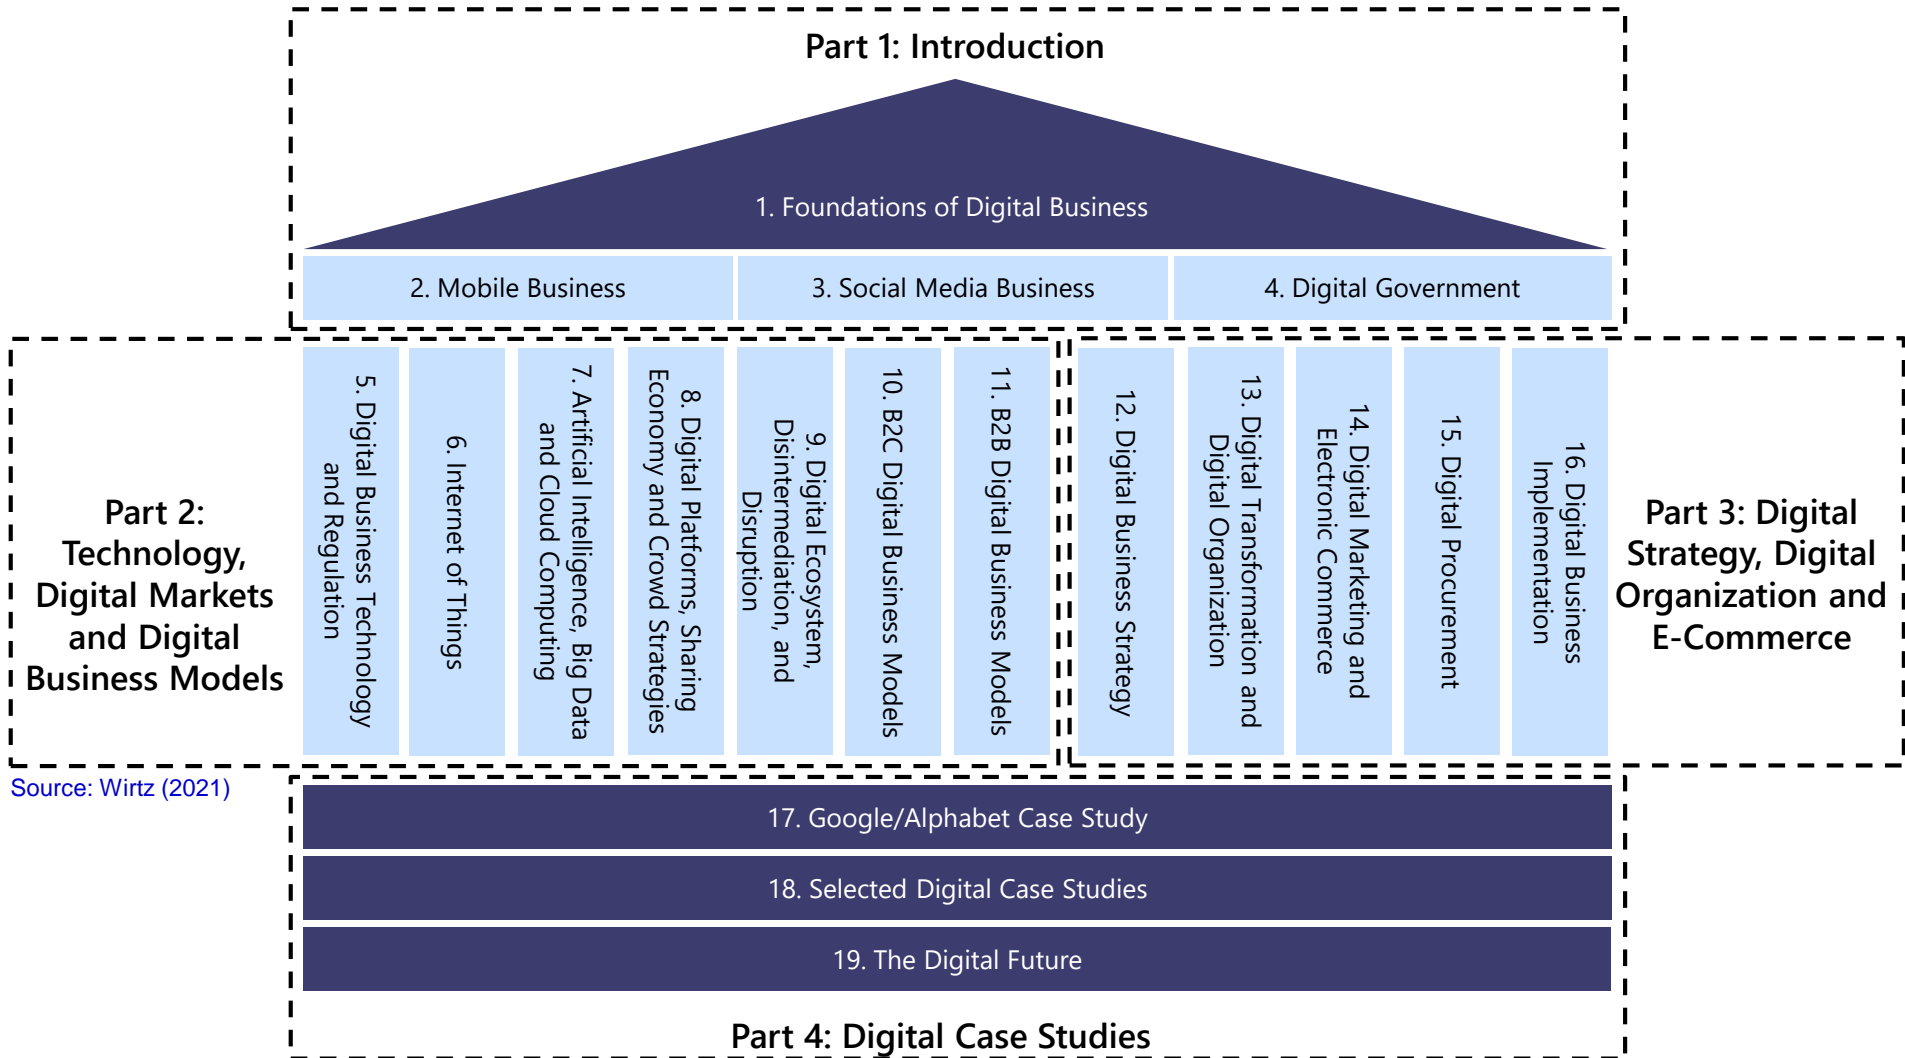 Part 1: Introduction
1. Foundations of Digital Business
2. Mobile Business
3. Social Media Business
4. Digital Government
Part 2:
Technology,
Digital Markets
and Digital
Business Models
5. Digital Business Technology
and Regulation
6. Internet of Things
7. Artificial Intelligence, Big Data
and Cloud Computing
8. Digital Platforms, Sharing
Economy and Crowd Strategies
9. Digital Ecosystem,
Disintermediation, and
Disruption
10. B2C Digital Business Models
11. B2B Digital Business Models
12. Digital Business Strategy
13. Digital Transformation and
Digital Organization
14. Digital Marketing and
Electronic Commerce
15. Digital Procurement
16. Digital Business
Implementation
Part 3: Digital
Strategy, Digital
Organization and
E-Commerce
Source: Wirtz (2021)
17. Google/Alphabet Case Study
18. Selected Digital Case Studies
19. The Digital Future
Part 4: Digital Case Studies